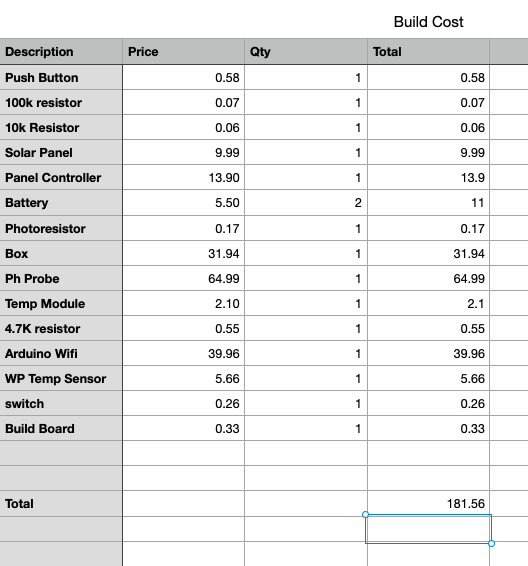 Build Cost
Description Price Qty Total
Push Button 0.58 1 0.58
100k resistor 0.07 1 0.07
10k Resistor 0.06 1 0.06
Solar Panel 9.99 1 9.99
Panel Controller 13.90 1 13.9
Battery 5.50 2 11
Photoresistor 0.17 1 0.17
Box 31.94 1 31.94
Ph Probe 64.99 1 64.99
Temp Module 2.10 1 2.1
4.7K resistor 0.55 1 0.55
Arduino Wifi 39.96 1 39.96
WP Temp Sensor 5.66 1 5.66
switch 0.26 1 0.26
Build Board 0.33 1 0.33
Total 181.56